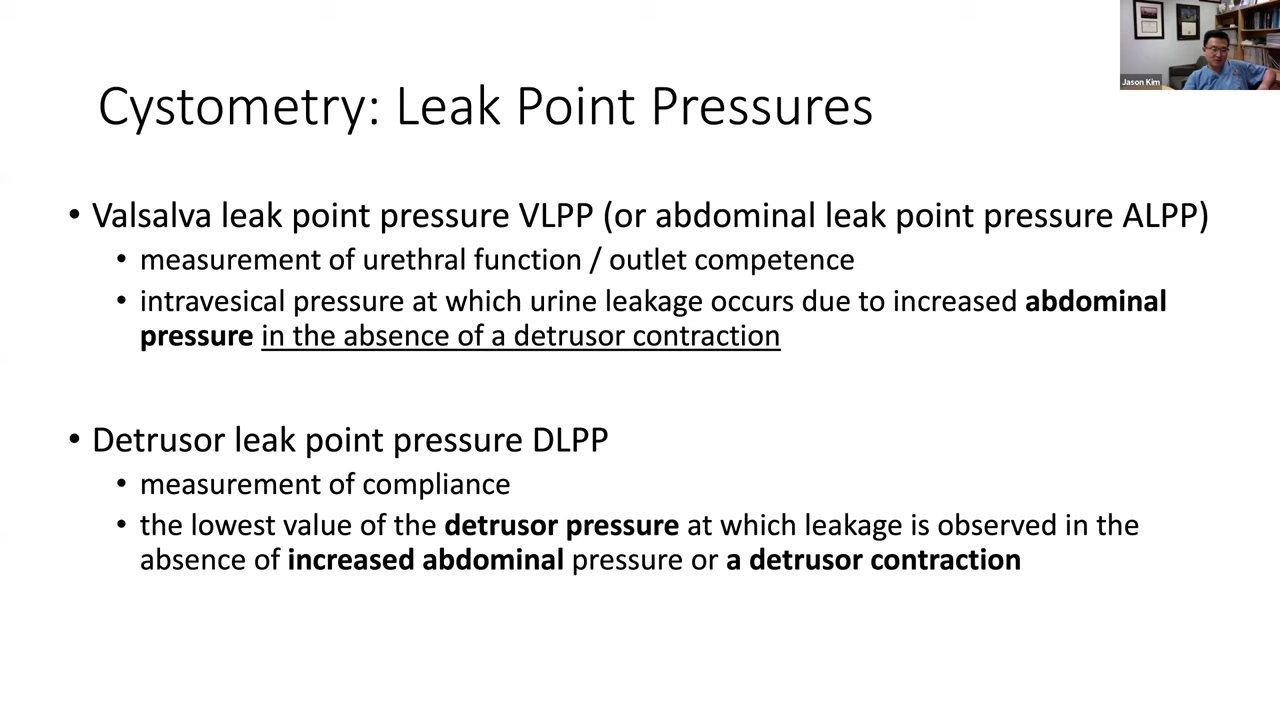 Jason Kim
Cystometry: Leak Point Pressures
• Valsalva leak point pressure VLPP (or abdominal leak point pressure ALPP)
• measurement of urethral function / outlet competence
• intravesical pressure at which urine leakage occurs due to increased abdominal
pressure in the absence of a detrusor contraction
• Detrusor leak point pressure DLPP
• measurement of compliance
• the lowest value of the detrusor pressure at which leakage is observed in the
absence of increased abdominal pressure or a detrusor contraction